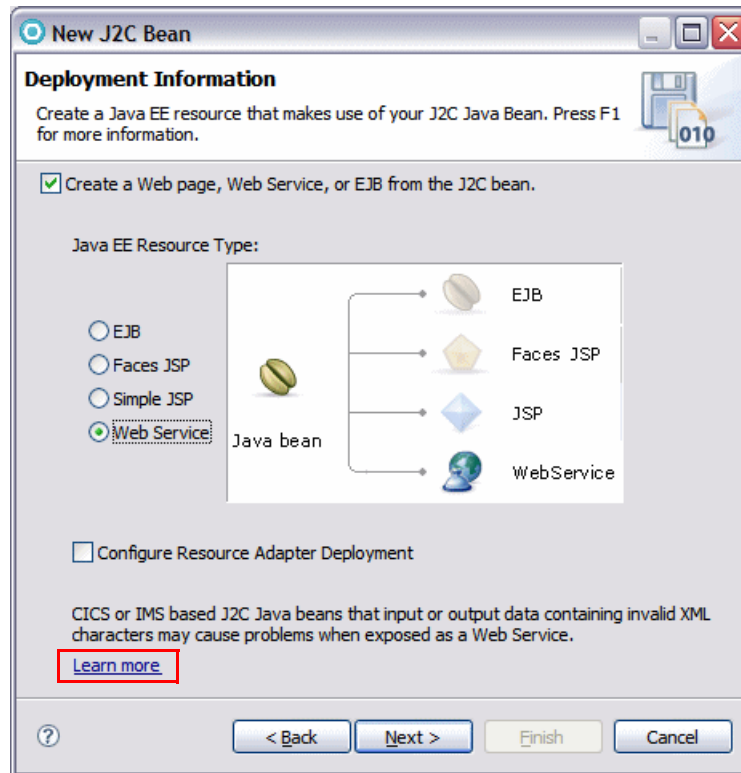 New J2C Bean
Deployment Information
Create a Java EE resource that makes use of your J2C Java Bean. Press F1
for more information.
010
Create a Web page, Web Service, or EJB from the J2C bean.
Java EE Resource Type:
EJB
Faces JSP
Simple JSP
Web Service
Java bean
EJB
Faces JSP
JSP
WebService
Configure Resource Adapter Deployment
CICS or IMS based J2C Java beans that input or output data containing invalid XML
characters may cause problems when exposed as a Web Service.
Learn more
?
< Back
Next >
Finish
Cancel